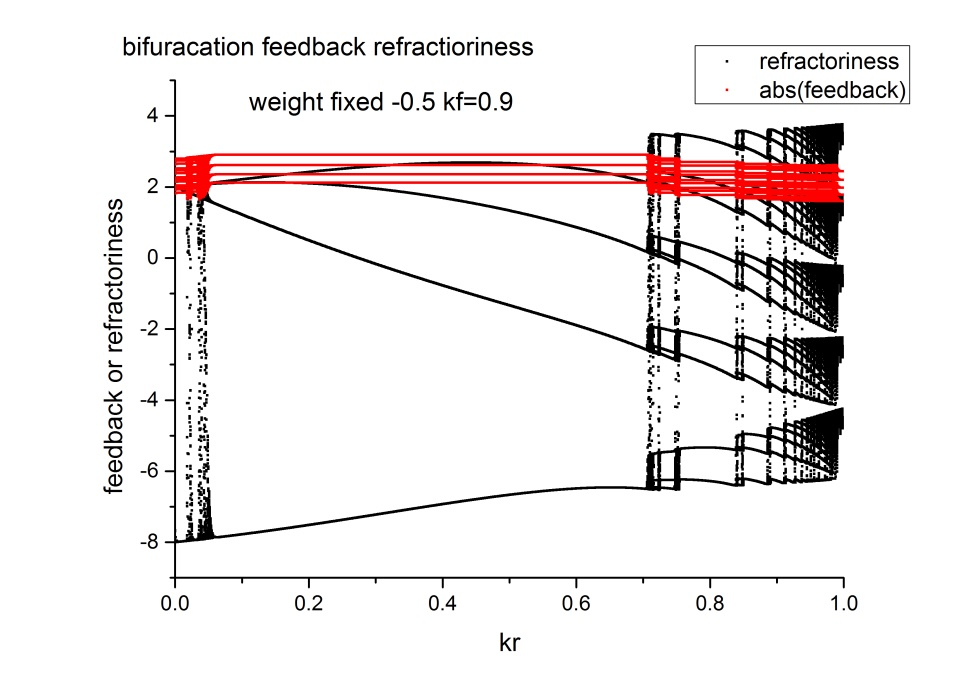 bifuracation feedback refractioriness
weight fixed -0.5 kf=0.9
refractoriness
abs(feedback)
feedback or refractoriness
4
2
0
-2
-4
-6
-8
0.0 0.2 0.4 0.6 0.8 1.0
kr